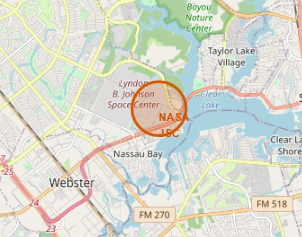 Bayou
Nature
Center
Taylor Lake
Village
Lyndon
B. Johnson
Space Center
Clear
Lake
NASA
JSC
Nassau Bay
Clear La
Shore
Webster
25
24
23
FM 270
FM 518